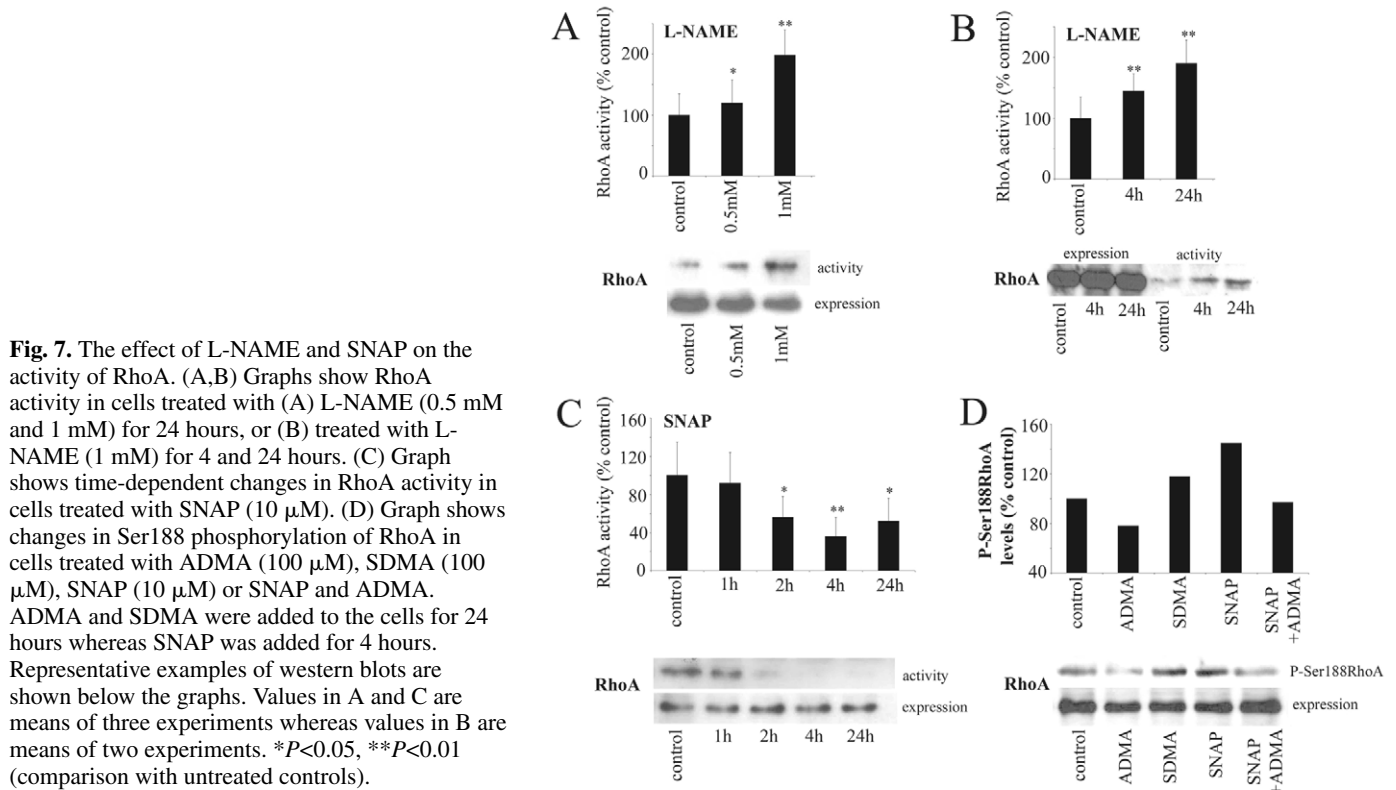 A
L-NAME
**
*
RhoA activity (% control)
200
100
0
control
0.5mM
1mM
RhoA
activity
expression
control
0.5mM
1mM
B
L-NAME
**
**
RhoA activity (% control)
200
100
0
control
4h
24h
expression
activity
RhoA
control
4h
24h
control
4h
24h
Fig. 7. The effect of L-NAME and SNAP on the
activity of RhoA. (A,B) Graphs show RhoA
activity in cells treated with (A) L-NAME (0.5 mM
and 1 mM) for 24 hours, or (B) treated with L-
NAME (1 mM) for 4 and 24 hours. (C) Graph
shows time-dependent changes in RhoA activity in
cells treated with SNAP (10 μM). (D) Graph shows
changes in Ser188 phosphorylation of RhoA in
cells treated with ADMA (100 μM), SDMA (100
μM), SNAP (10 μM) or SNAP and ADMA.
ADMA and SDMA were added to the cells for 24
hours whereas SNAP was added for 4 hours.
Representative examples of western blots are
shown below the graphs. Values in A and C are
means of three experiments whereas values in B are
means of two experiments. *P<0.05, **P<0.01
(comparison with untreated controls).
C
SNAP
RhoA activity (% control)
160
120
80
40
0
*
**
*
control
1h
2h
4h
24h
RhoA
activity
expression
control
1h
2h
4h
24h
D
P-Ser188RhoA
levels (% control)
160
120
80
40
control
ADMA
SDMA
SNAP
SNAP
+ADMA
RhoA
P-Ser188RhoA
expression
control
ADMA
SDMA
SNAP
SNAP
+ADMA